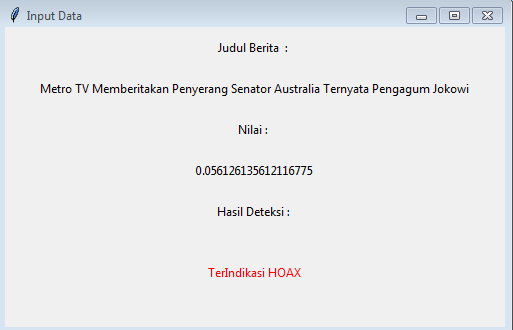 Input Data
Judul Berita :
Metro TV Memberitakan Penyerang Senator Australia Ternyata Pengagum Jokowi
Nilai :
0.056126135612116775
Hasil Deteksi :
TerIndikasi HOAX